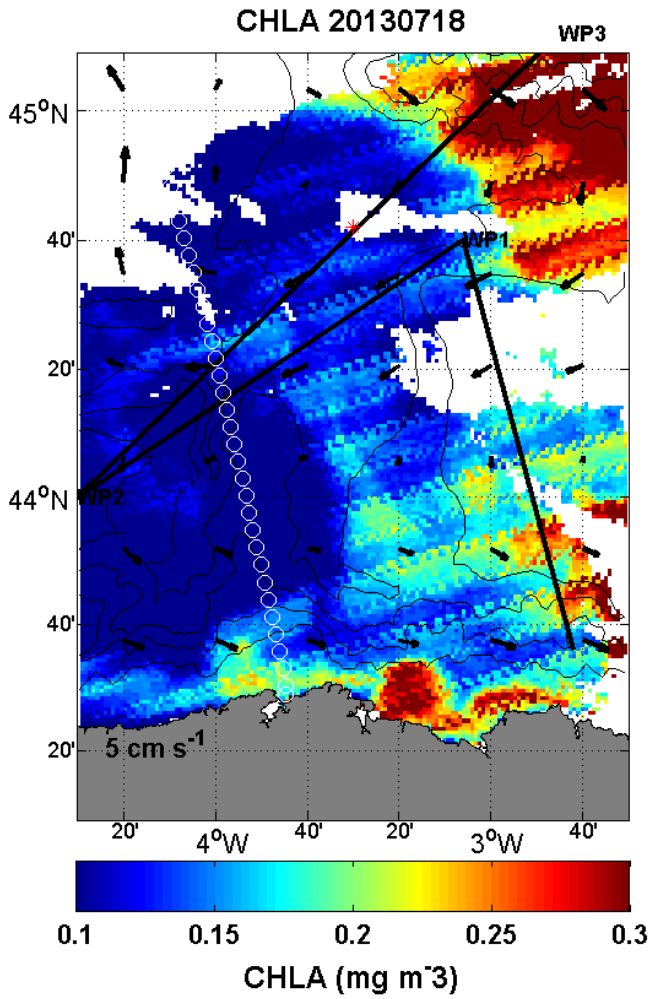 CHLA 20130718
WP3
45°N
40'
WP1
20'
44°N
WP2
40'
20'
5 cm s-1
20' 4°W 40' 20' 3°W 40'
0.1 0.15 0.2 0.25 0.3
CHLA (mg m-3)